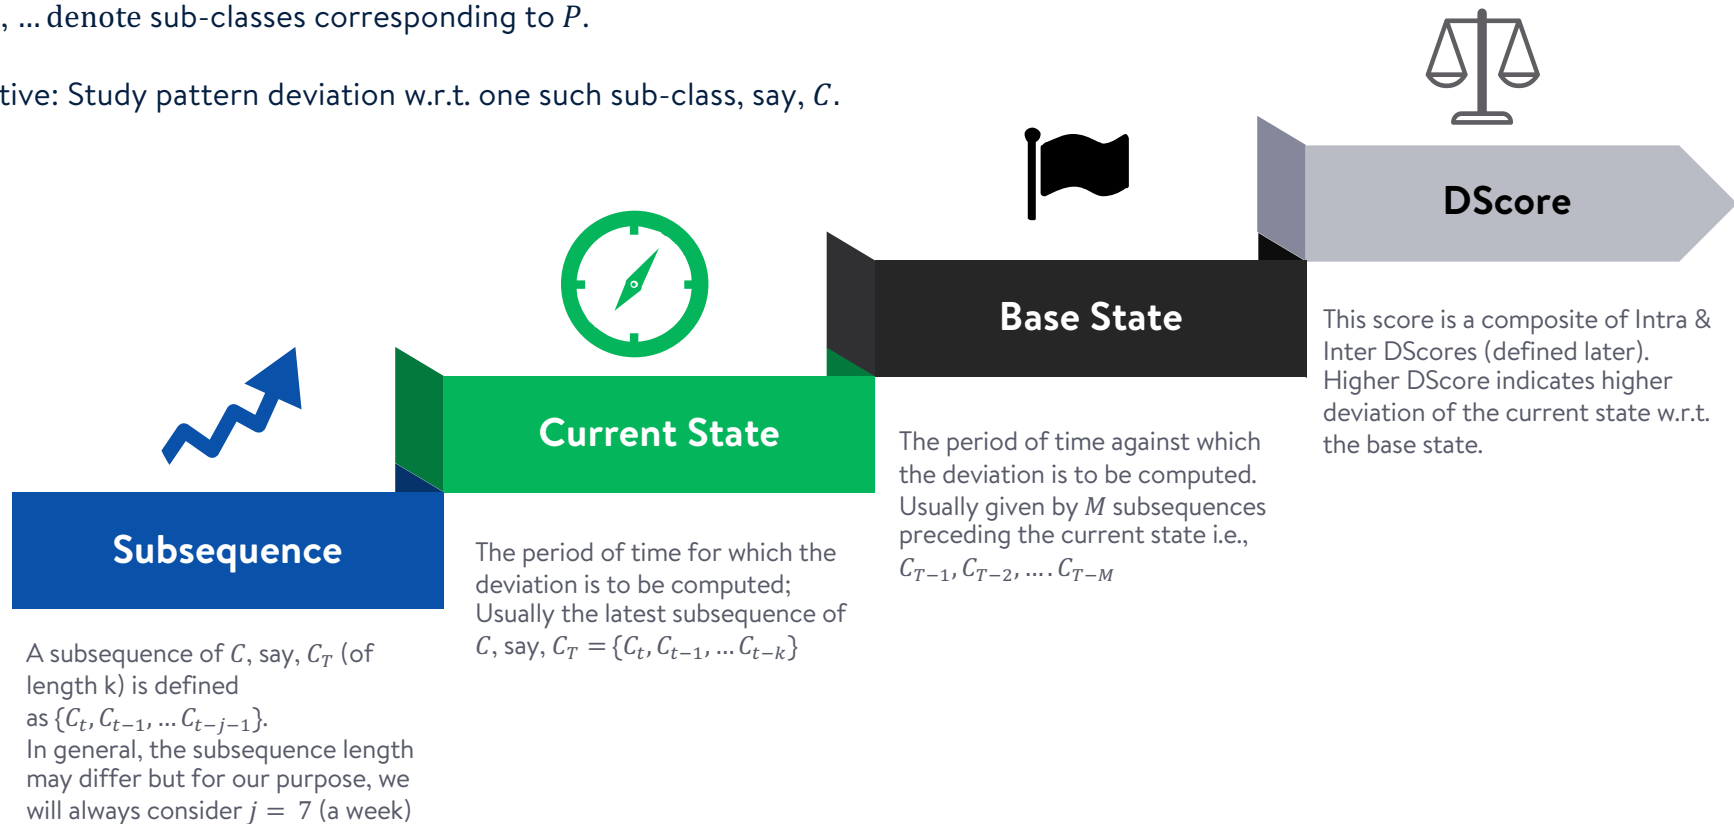 , … denote sub-classes corresponding to P.
tive: Study pattern deviation w.r.t. one such sub-class, say, C.
Subsequence
A subsequence of C, say, C_T (of
length k) is defined
as {C_t, C_{t−1}, … C_{t−j−1}}.
In general, the subsequence length
may differ but for our purpose, we
will always consider j = 7 (a week)
Current State
The period of time for which the
deviation is to be computed;
Usually the latest subsequence of
C, say, C_T = {C_t, C_{t−1}, … C_{t−k}}
Base State
The period of time against which
the deviation is to be computed.
Usually given by M subsequences
preceding the current state i.e.,
C_{T−1}, C_{T−2}, …. C_{T−M}
DScore
This score is a composite of Intra &
Inter DScores (defined later).
Higher DScore indicates higher
deviation of the current state w.r.t.
the base state.